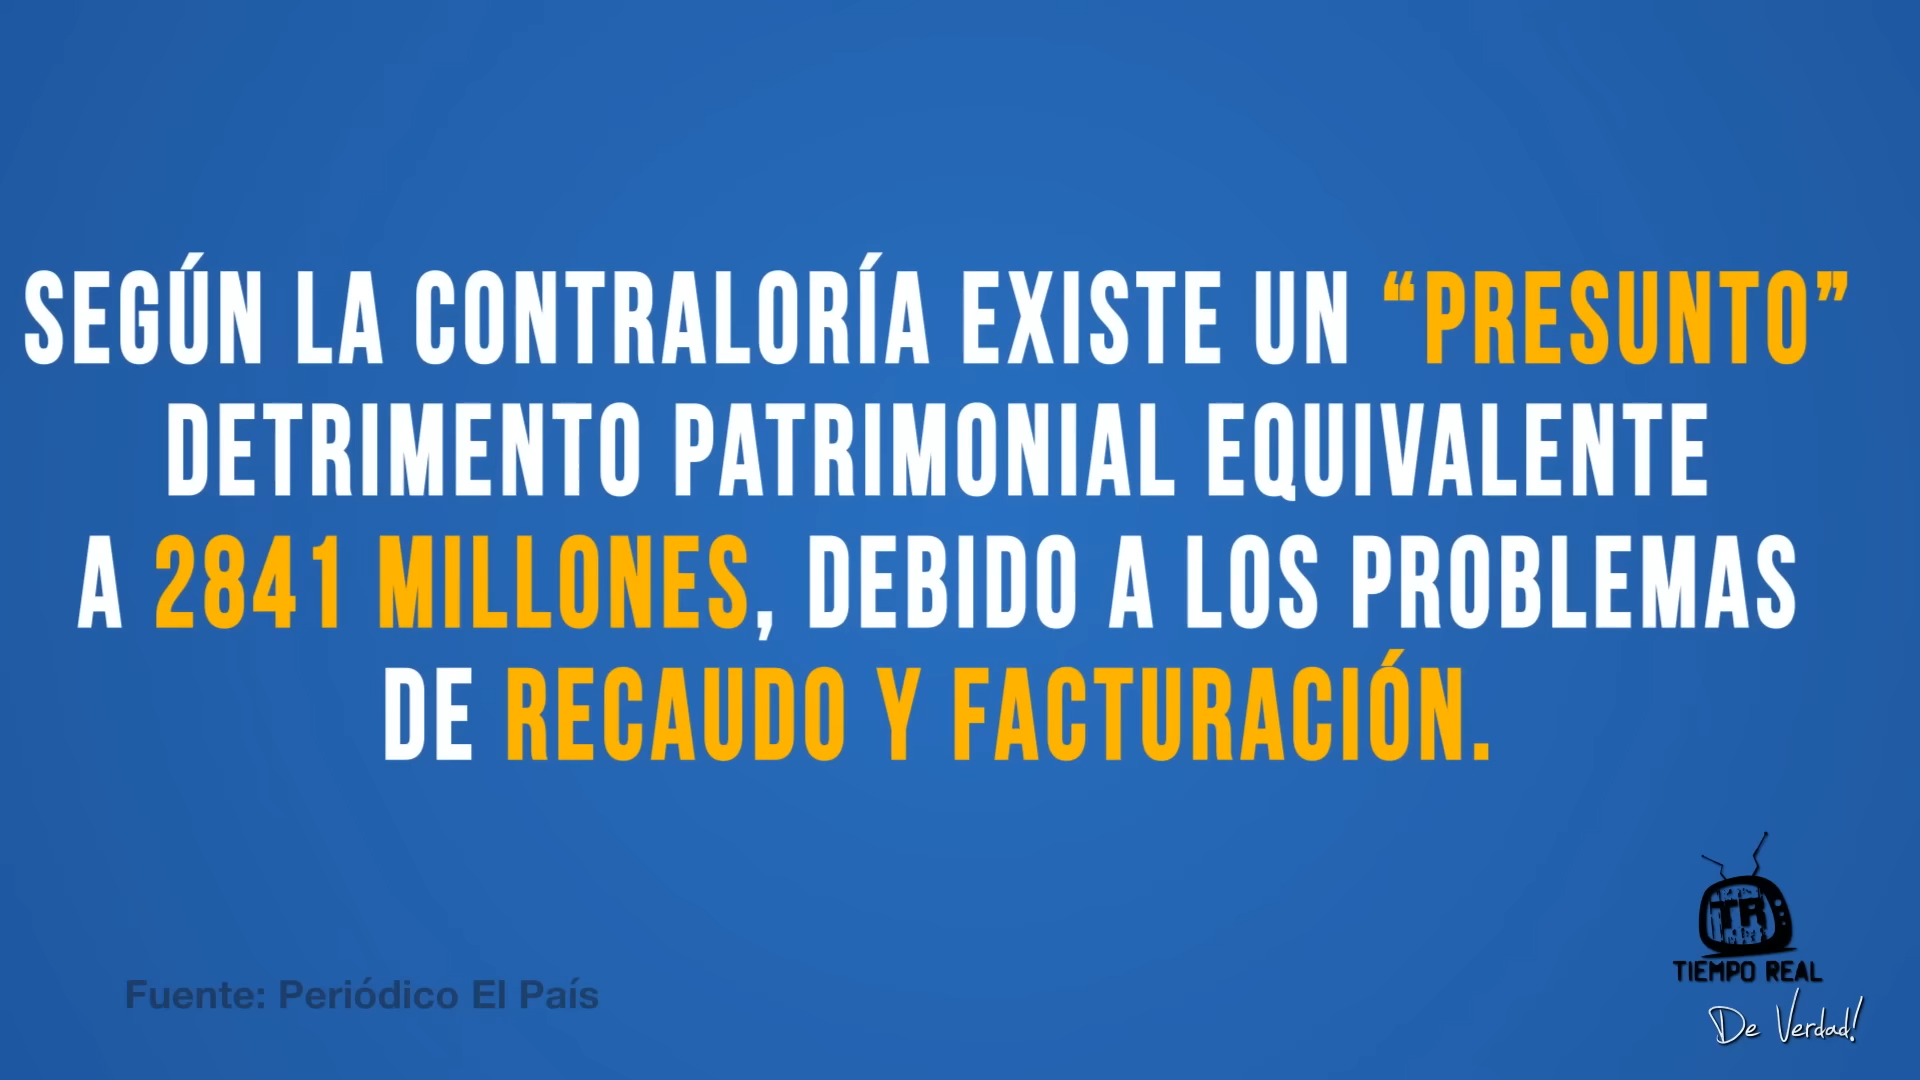 SEGÚN LA CONTRALORÍA EXISTE UN “PRESUNTO”
DETRIMENTO PATRIMONIAL EQUIVALENTE
A 2841 MILLONES, DEBIDO A LOS PROBLEMAS
DE RECAUDO Y FACTURACIÓN.
TR
TIEMPO REAL
De Verdad!
Fuente: Periódico El País